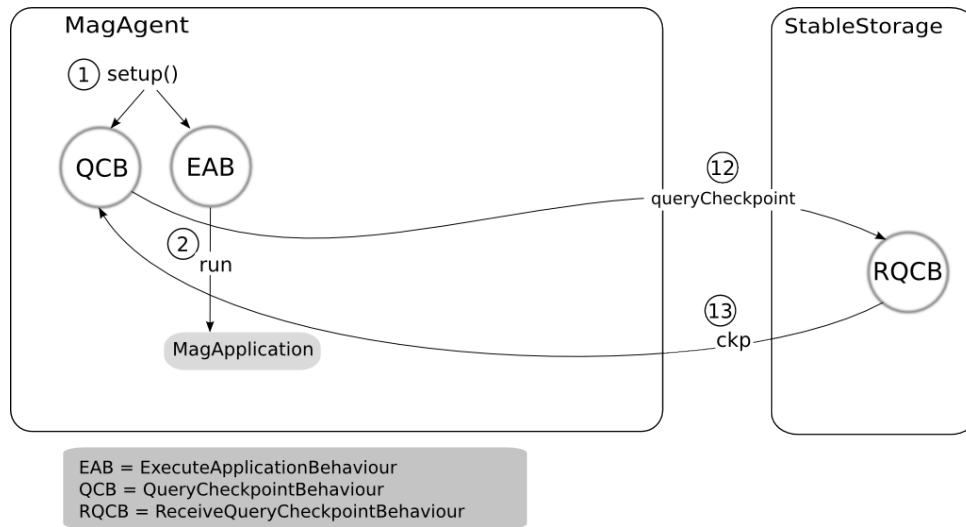 MagAgent
StableStorage
1 setup()
QCB
EAB
12
queryCheckpoint
2
run
RQCB
13
ckp
MagApplication
EAB = ExecuteApplicationBehaviour
QCB = QueryCheckpointBehaviour
RQCB = ReceiveQueryCheckpointBehaviour